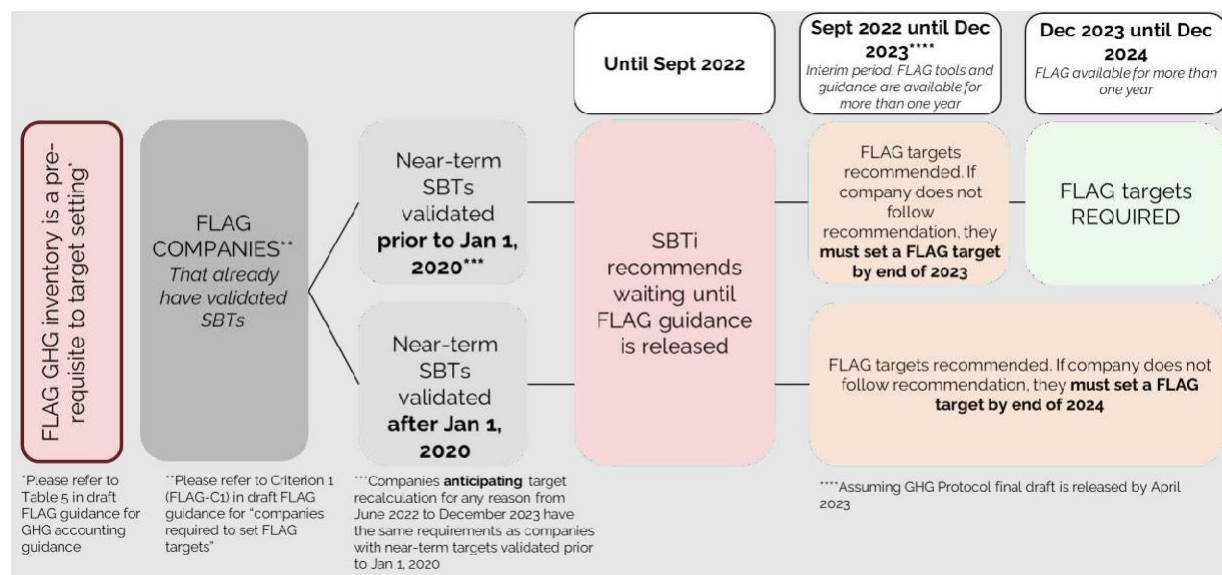 Until Sept 2022
Sept 2022 until Dec
2023****
Interim period: FLAG tools and
guidance are available for
more than one year
Dec 2023 until Dec
2024
FLAG available for more than
one year
FLAG GHG inventory is a pre-
requisite to target setting*
FLAG
COMPANIES**
That already
have validated
SBTs
Near-term
SBTs
validated
prior to Jan 1,
2020***
Near-term
SBTs
validated
after Jan 1,
2020
SBTi
recommends
waiting until
FLAG guidance
is released
FLAG targets
recommended. If
company does not
follow
recommendation, they
must set a FLAG target
by end of 2023
FLAG targets
REQUIRED
FLAG targets recommended. If company does not
follow recommendation, they must set a FLAG
target by end of 2024
*Please refer to
Table 5 in draft
FLAG guidance for
GHG accounting
guidance
**Please refer to Criterion 1
(FLAG-C1) in draft FLAG
guidance for "companies
required to set FLAG
targets"
***Companies anticipating target
recalculation for any reason from
June 2022 to December 2023 have
the same requirements as companies
with near-term targets validated prior
to Jan 1, 2020
****Assuming GHG Protocol final draft is released by April
2023